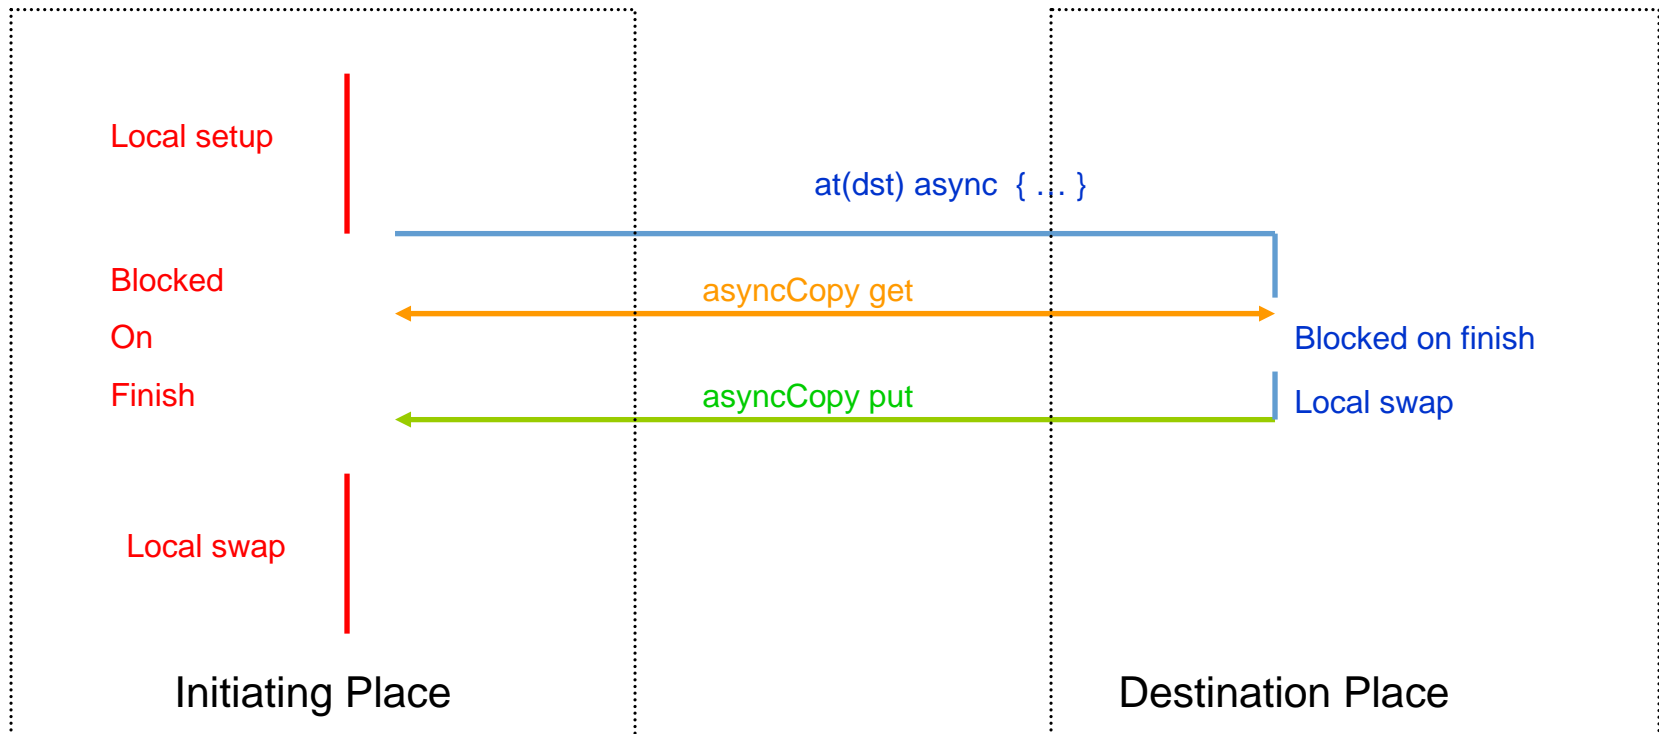 Local setup
at(dst) async { … }
Blocked
asyncCopy get
On
Blocked on finish
Finish
asyncCopy put
Local swap
Local swap
Initiating Place
Destination Place